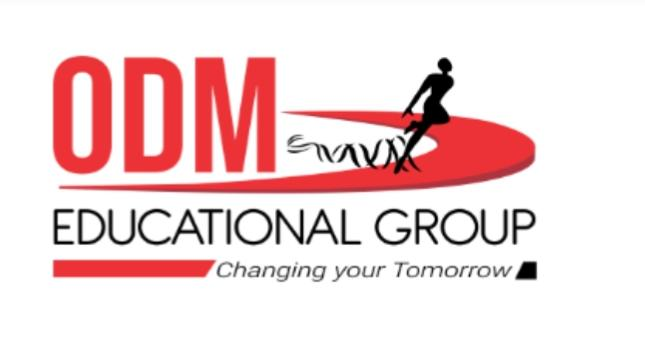 ODM
EDUCATIONAL GROUP
Changing your Tomorrow